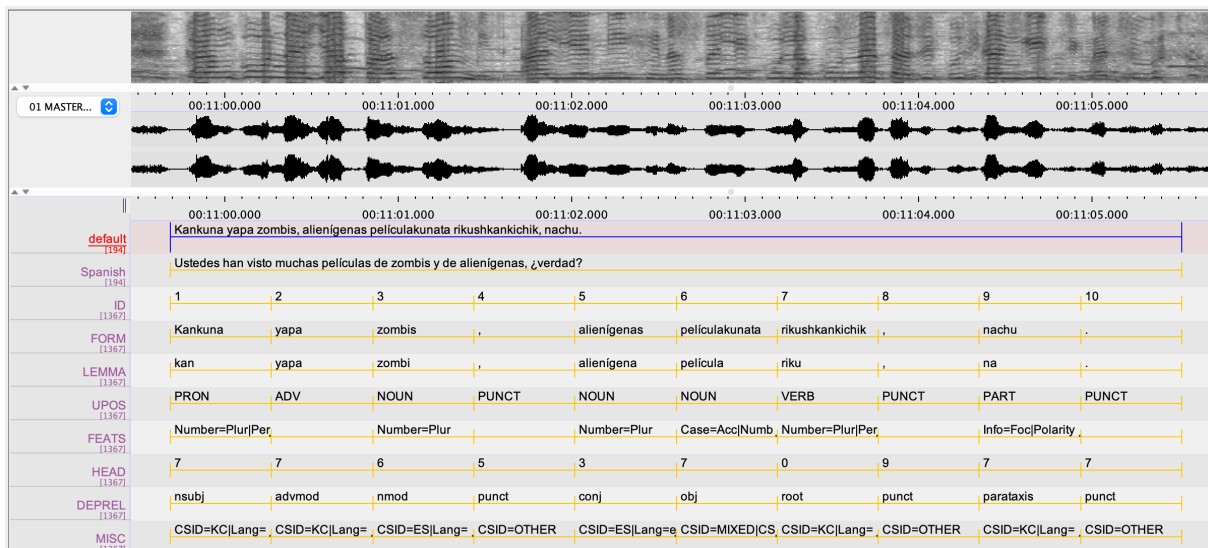 01 MASTER...
00:11:00.000 00:11:01.000 00:11:02.000 00:11:03.000 00:11:04.000 00:11:05.000
00:11:00.000 00:11:01.000 00:11:02.000 00:11:03.000 00:11:04.000 00:11:05.000
default [194] Kankuna yapa zombis, alienígenas películakunata rikushkankichik, nachu.
Spanish [194] Ustedes han visto muchas películas de zombis y de alienígenas, ¿verdad?
ID [1367] 1 2 3 4 5 6 7 8 9 10
FORM [1367] Kankuna yapa zombis , alienígenas películakunata rikushkankichik , nachu .
LEMMA [1367] kan yapa zombi , alienígena película riku , na .
UPOS [1367] PRON ADV NOUN PUNCT NOUN NOUN VERB PUNCT PART PUNCT
FEATS [1367] Number=Plur|Per Number=Plur Number=Plur Case=Acc|Numb Number=Plur|Per Info=Foc|Polarity
HEAD [1367] 7 7 6 5 3 7 0 9 7 7
DEPREL [1367] nsubj advmod nmod punct conj obj root punct parataxis punct
MISC [1367] CSID=KC|Lang= CSID=KC|Lang= CSID=ES|Lang= CSID=OTHER CSID=ES|Lang=e CSID=MIXED|CS CSID=KC|Lang= CSID=OTHER CSID=KC|Lang= CSID=OTHER